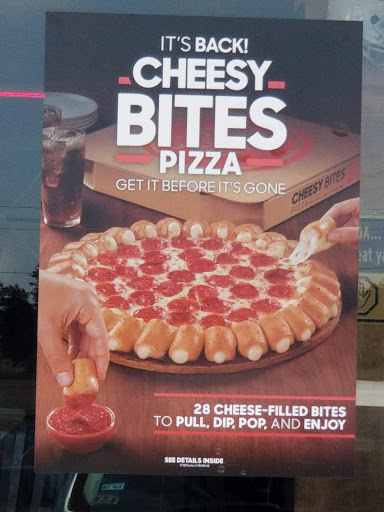 IT'S BACK!
CHEESY
BITES
PIZZA
GET IT BEFORE IT'S GONE
CHEESY BITES
PIZZA
28 CHEESE-FILLED BITES
TO PULL, DIP, POP, AND ENJOY
SEE DETAILS INSIDE